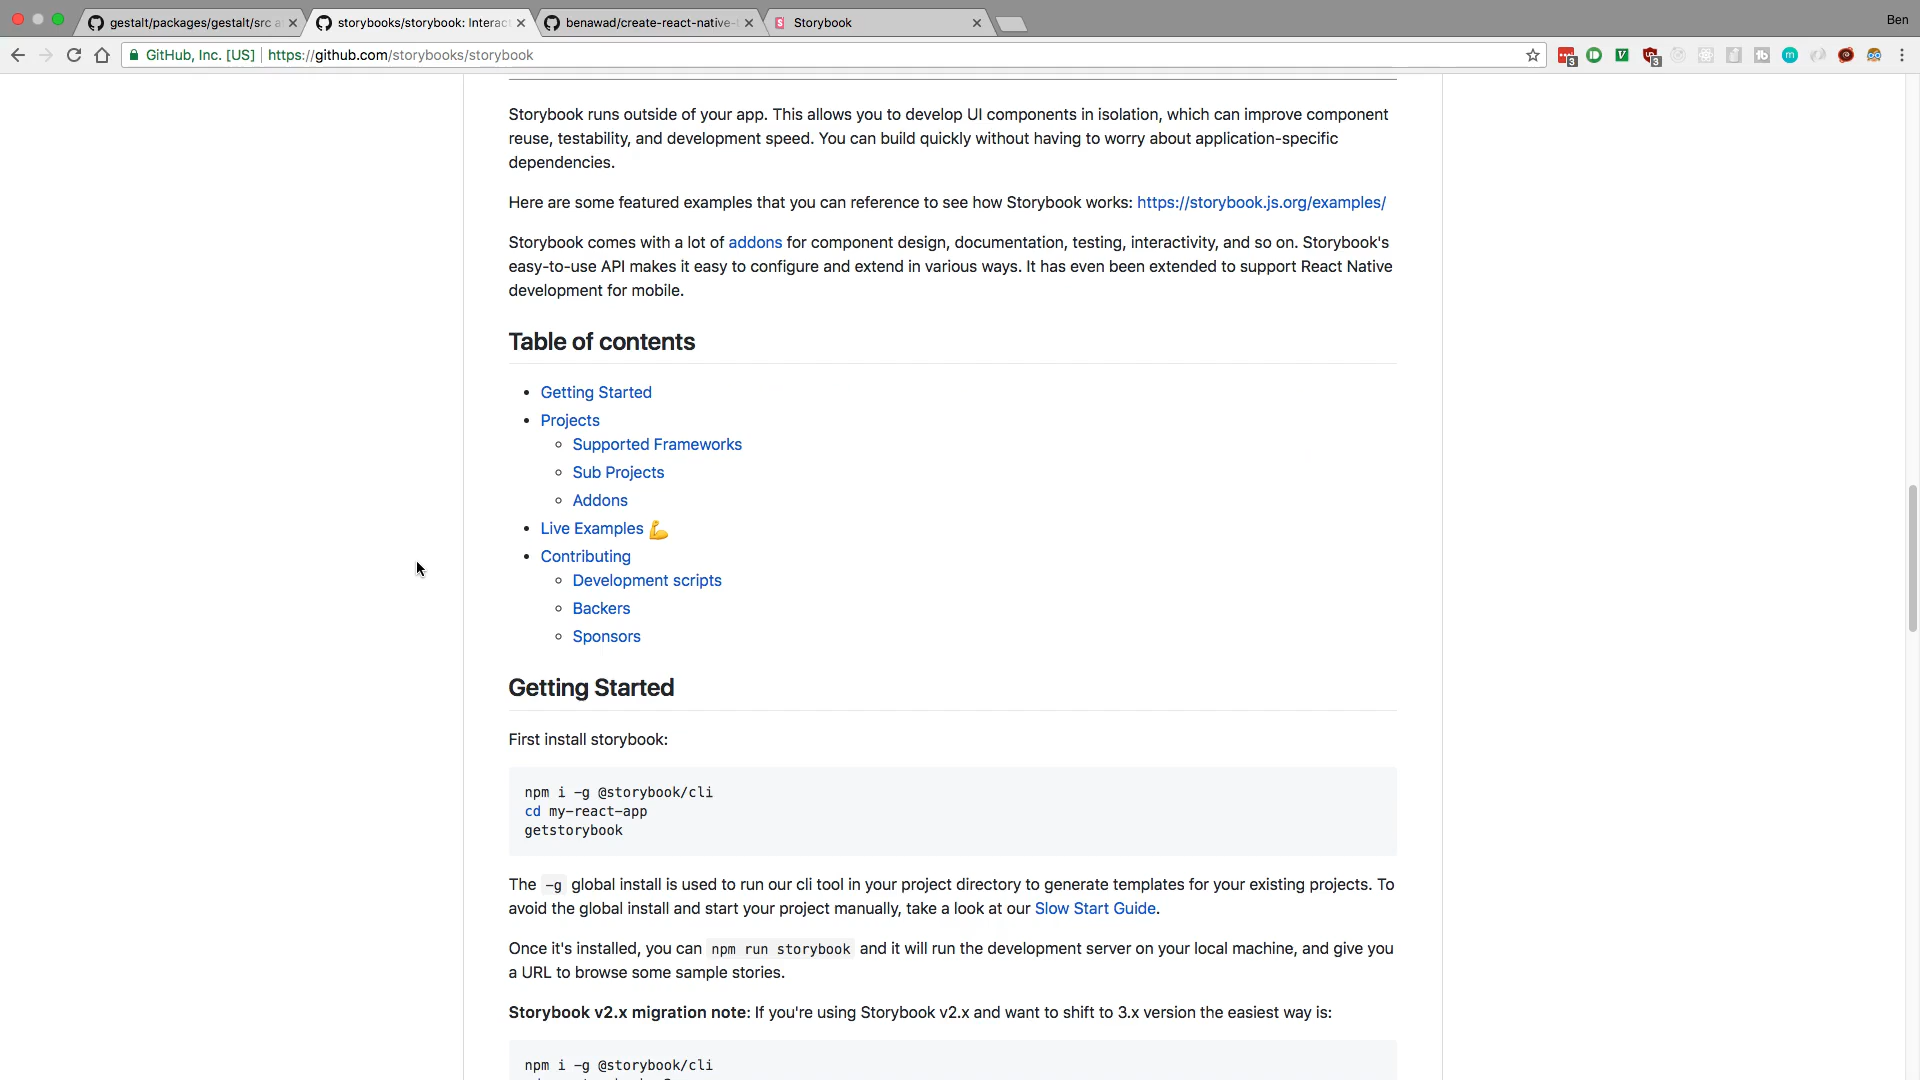 gestalt/packages/gestalt/src a
storybooks/storybook: Interac
benawad/create-react-native-
Storybook
Ben
GitHub, Inc. [US] https://github.com/storybooks/storybook
3
3
Storybook runs outside of your app. This allows you to develop UI components in isolation, which can improve component
reuse, testability, and development speed. You can build quickly without having to worry about application-specific
dependencies.
Here are some featured examples that you can reference to see how Storybook works: https://storybook.js.org/examples/
Storybook comes with a lot of addons for component design, documentation, testing, interactivity, and so on. Storybook's
easy-to-use API makes it easy to configure and extend in various ways. It has even been extended to support React Native
development for mobile.
Table of contents
Getting Started
Projects
Supported Frameworks
Sub Projects
Addons
Live Examples 💪
Contributing
Development scripts
Backers
Sponsors
Getting Started
First install storybook:
npm i -g @storybook/cli
cd my-react-app
getstorybook
The -g global install is used to run our cli tool in your project directory to generate templates for your existing projects. To
avoid the global install and start your project manually, take a look at our Slow Start Guide.
Once it's installed, you can npm run storybook and it will run the development server on your local machine, and give you
a URL to browse some sample stories.
Storybook v2.x migration note: If you're using Storybook v2.x and want to shift to 3.x version the easiest way is:
npm i -g @storybook/cli